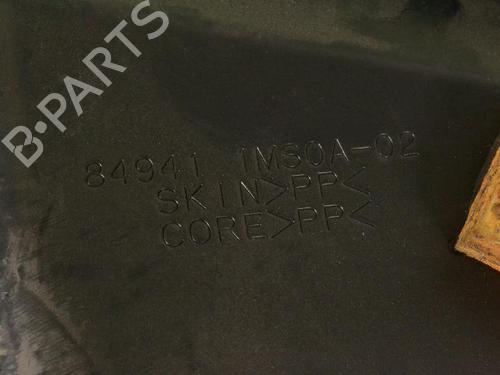 B-PARTS
84941 1MS0A-02
SKIN>PP<
CORE>PP<